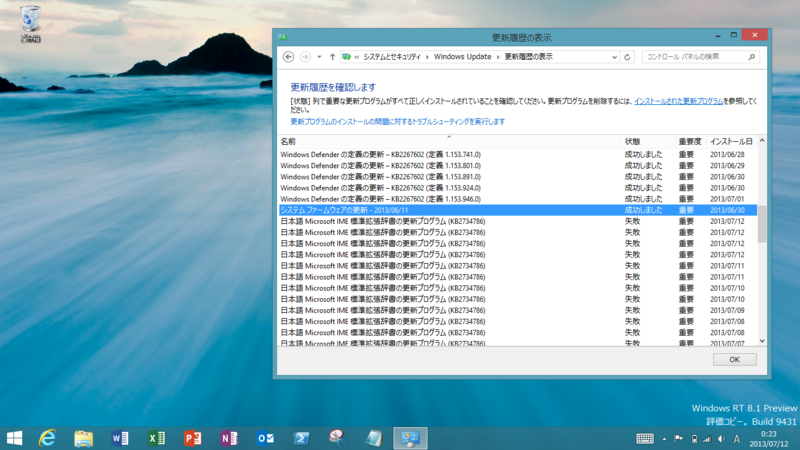 ごみ箱
更新履歴の表示
システムとセキュリティ
Windows Update
更新履歴の表示
コントロール パネルの検索
更新履歴を確認します
[状態] 列で重要な更新プログラムがすべて正しくインストールされていることを確認してください。更新プログラムを削除するには、インストールされた更新プログラムを参照してください。
更新プログラムのインストールの問題に対するトラブルシューティングを実行します
名前 状態 重要度 インストール日
Windows Defender の定義の更新 – KB2267602 (定義 1.153.741.0) 成功しました 重要 2013/06/28
Windows Defender の定義の更新 – KB2267602 (定義 1.153.801.0) 成功しました 重要 2013/06/29
Windows Defender の定義の更新 – KB2267602 (定義 1.153.891.0) 成功しました 重要 2013/06/30
Windows Defender の定義の更新 – KB2267602 (定義 1.153.924.0) 成功しました 重要 2013/06/30
Windows Defender の定義の更新 – KB2267602 (定義 1.153.946.0) 成功しました 重要 2013/07/01
システム ファームウェアの更新 - 2013/06/11 成功しました 重要 2013/06/30
日本語 Microsoft IME 標準拡張辞書の更新プログラム (KB2734786) 失敗 重要 2013/07/12
日本語 Microsoft IME 標準拡張辞書の更新プログラム (KB2734786) 失敗 重要 2013/07/12
日本語 Microsoft IME 標準拡張辞書の更新プログラム (KB2734786) 失敗 重要 2013/07/12
日本語 Microsoft IME 標準拡張辞書の更新プログラム (KB2734786) 失敗 重要 2013/07/12
日本語 Microsoft IME 標準拡張辞書の更新プログラム (KB2734786) 失敗 重要 2013/07/11
日本語 Microsoft IME 標準拡張辞書の更新プログラム (KB2734786) 失敗 重要 2013/07/11
日本語 Microsoft IME 標準拡張辞書の更新プログラム (KB2734786) 失敗 重要 2013/07/10
日本語 Microsoft IME 標準拡張辞書の更新プログラム (KB2734786) 失敗 重要 2013/07/10
日本語 Microsoft IME 標準拡張辞書の更新プログラム (KB2734786) 失敗 重要 2013/07/09
日本語 Microsoft IME 標準拡張辞書の更新プログラム (KB2734786) 失敗 重要 2013/07/08
日本語 Microsoft IME 標準拡張辞書の更新プログラム (KB2734786) 失敗 重要 2013/07/08
日本語 Microsoft IME 標準拡張辞書の更新プログラム (KB2734786) 失敗 重要 2013/07/07
OK
Windows RT 8.1 Preview
評価コピー。Build 9431
A
0:23
2013/07/12